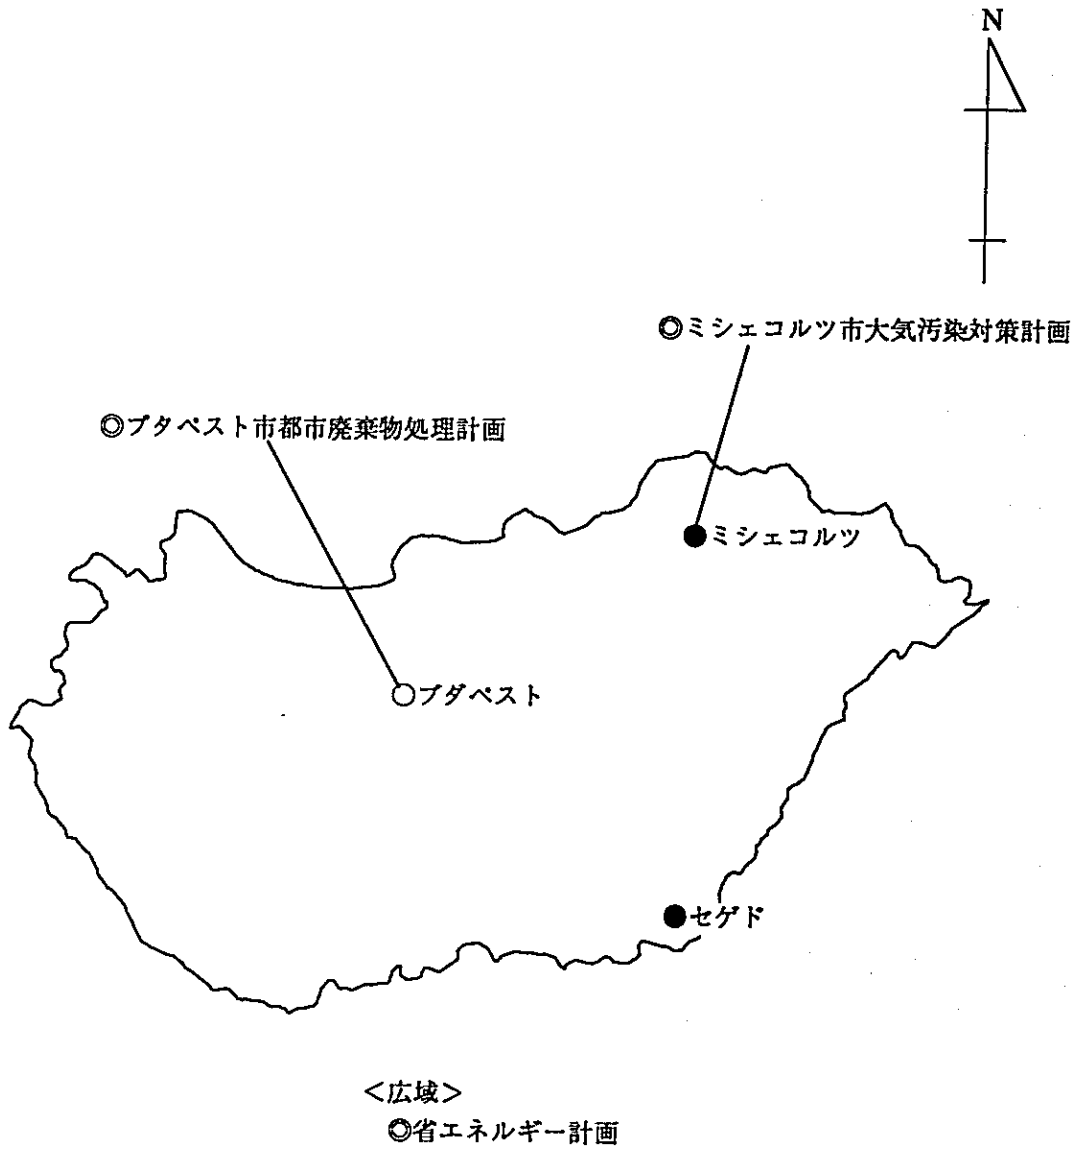 N
◎ミシェコルツ市大気汚染対策計画
◎ブタペスト市都市廃棄物処理計画
●ミシェコルツ
○ブダペスト
●セゲド
<広域>
◎省エネルギー計画